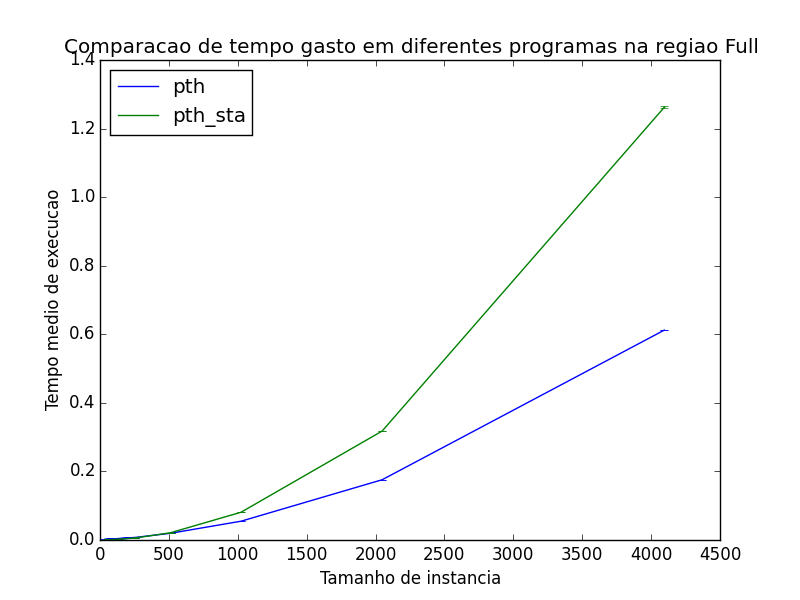 Comparacao de tempo gasto em diferentes programas na regiao Full
1.4
1.2
1.0
0.8
0.6
0.4
0.2
0.0
Tempo medio de execucao
pth
pth_sta
0 500 1000 1500 2000 2500 3000 3500 4000 4500
Tamanho de instancia